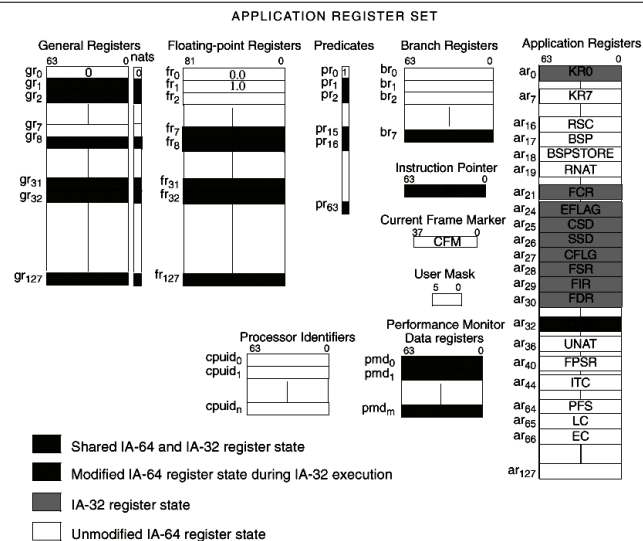 APPLICATION REGISTER SET
General Registers
63 0 nats
gr0 0 0
gr1
gr2
gr7
gr8
gr31
gr32
gr127
Floating-point Registers
81 0
fr0 0.0
fr1 1.0
fr2
fr7
fr8
fr31
fr32
fr127
Predicates
pr0 1
pr1
pr2
pr15
pr16
pr63
Branch Registers
63 0
br0
br1
br2
br7
Instruction Pointer
63 0
Current Frame Marker
37 0
CFM
User Mask
5 0
Processor Identifiers
63 0
cpuid0
cpuid1
cpuidn
Performance Monitor
Data registers
63 0
pmd0
pmd1
pmdm
Application Registers
63 0
ar0 KR0
ar7 KR7
ar16 RSC
ar17 BSP
ar18 BSPSTORE
ar19 RNAT
ar21 FCR
ar24 EFLAG
ar25 CSD
ar26 SSD
ar27 CFLG
ar28 FSR
ar29 FIR
ar30 FDR
ar32
ar36 UNAT
ar40 FPSR
ar44 ITC
ar64 PFS
ar65 LC
ar66 EC
ar127
Shared IA-64 and IA-32 register state
Modified IA-64 register state during IA-32 execution
IA-32 register state
Unmodified IA-64 register state